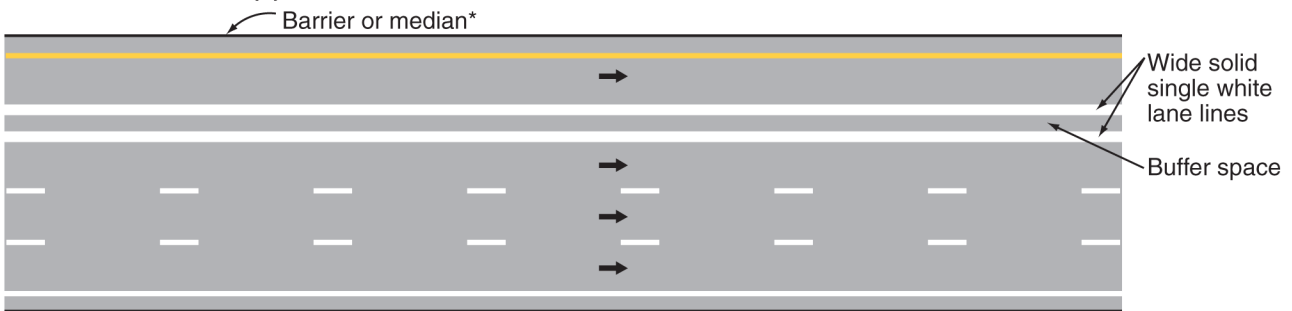 Barrier or median*
Wide solid
single white
lane lines
Buffer space